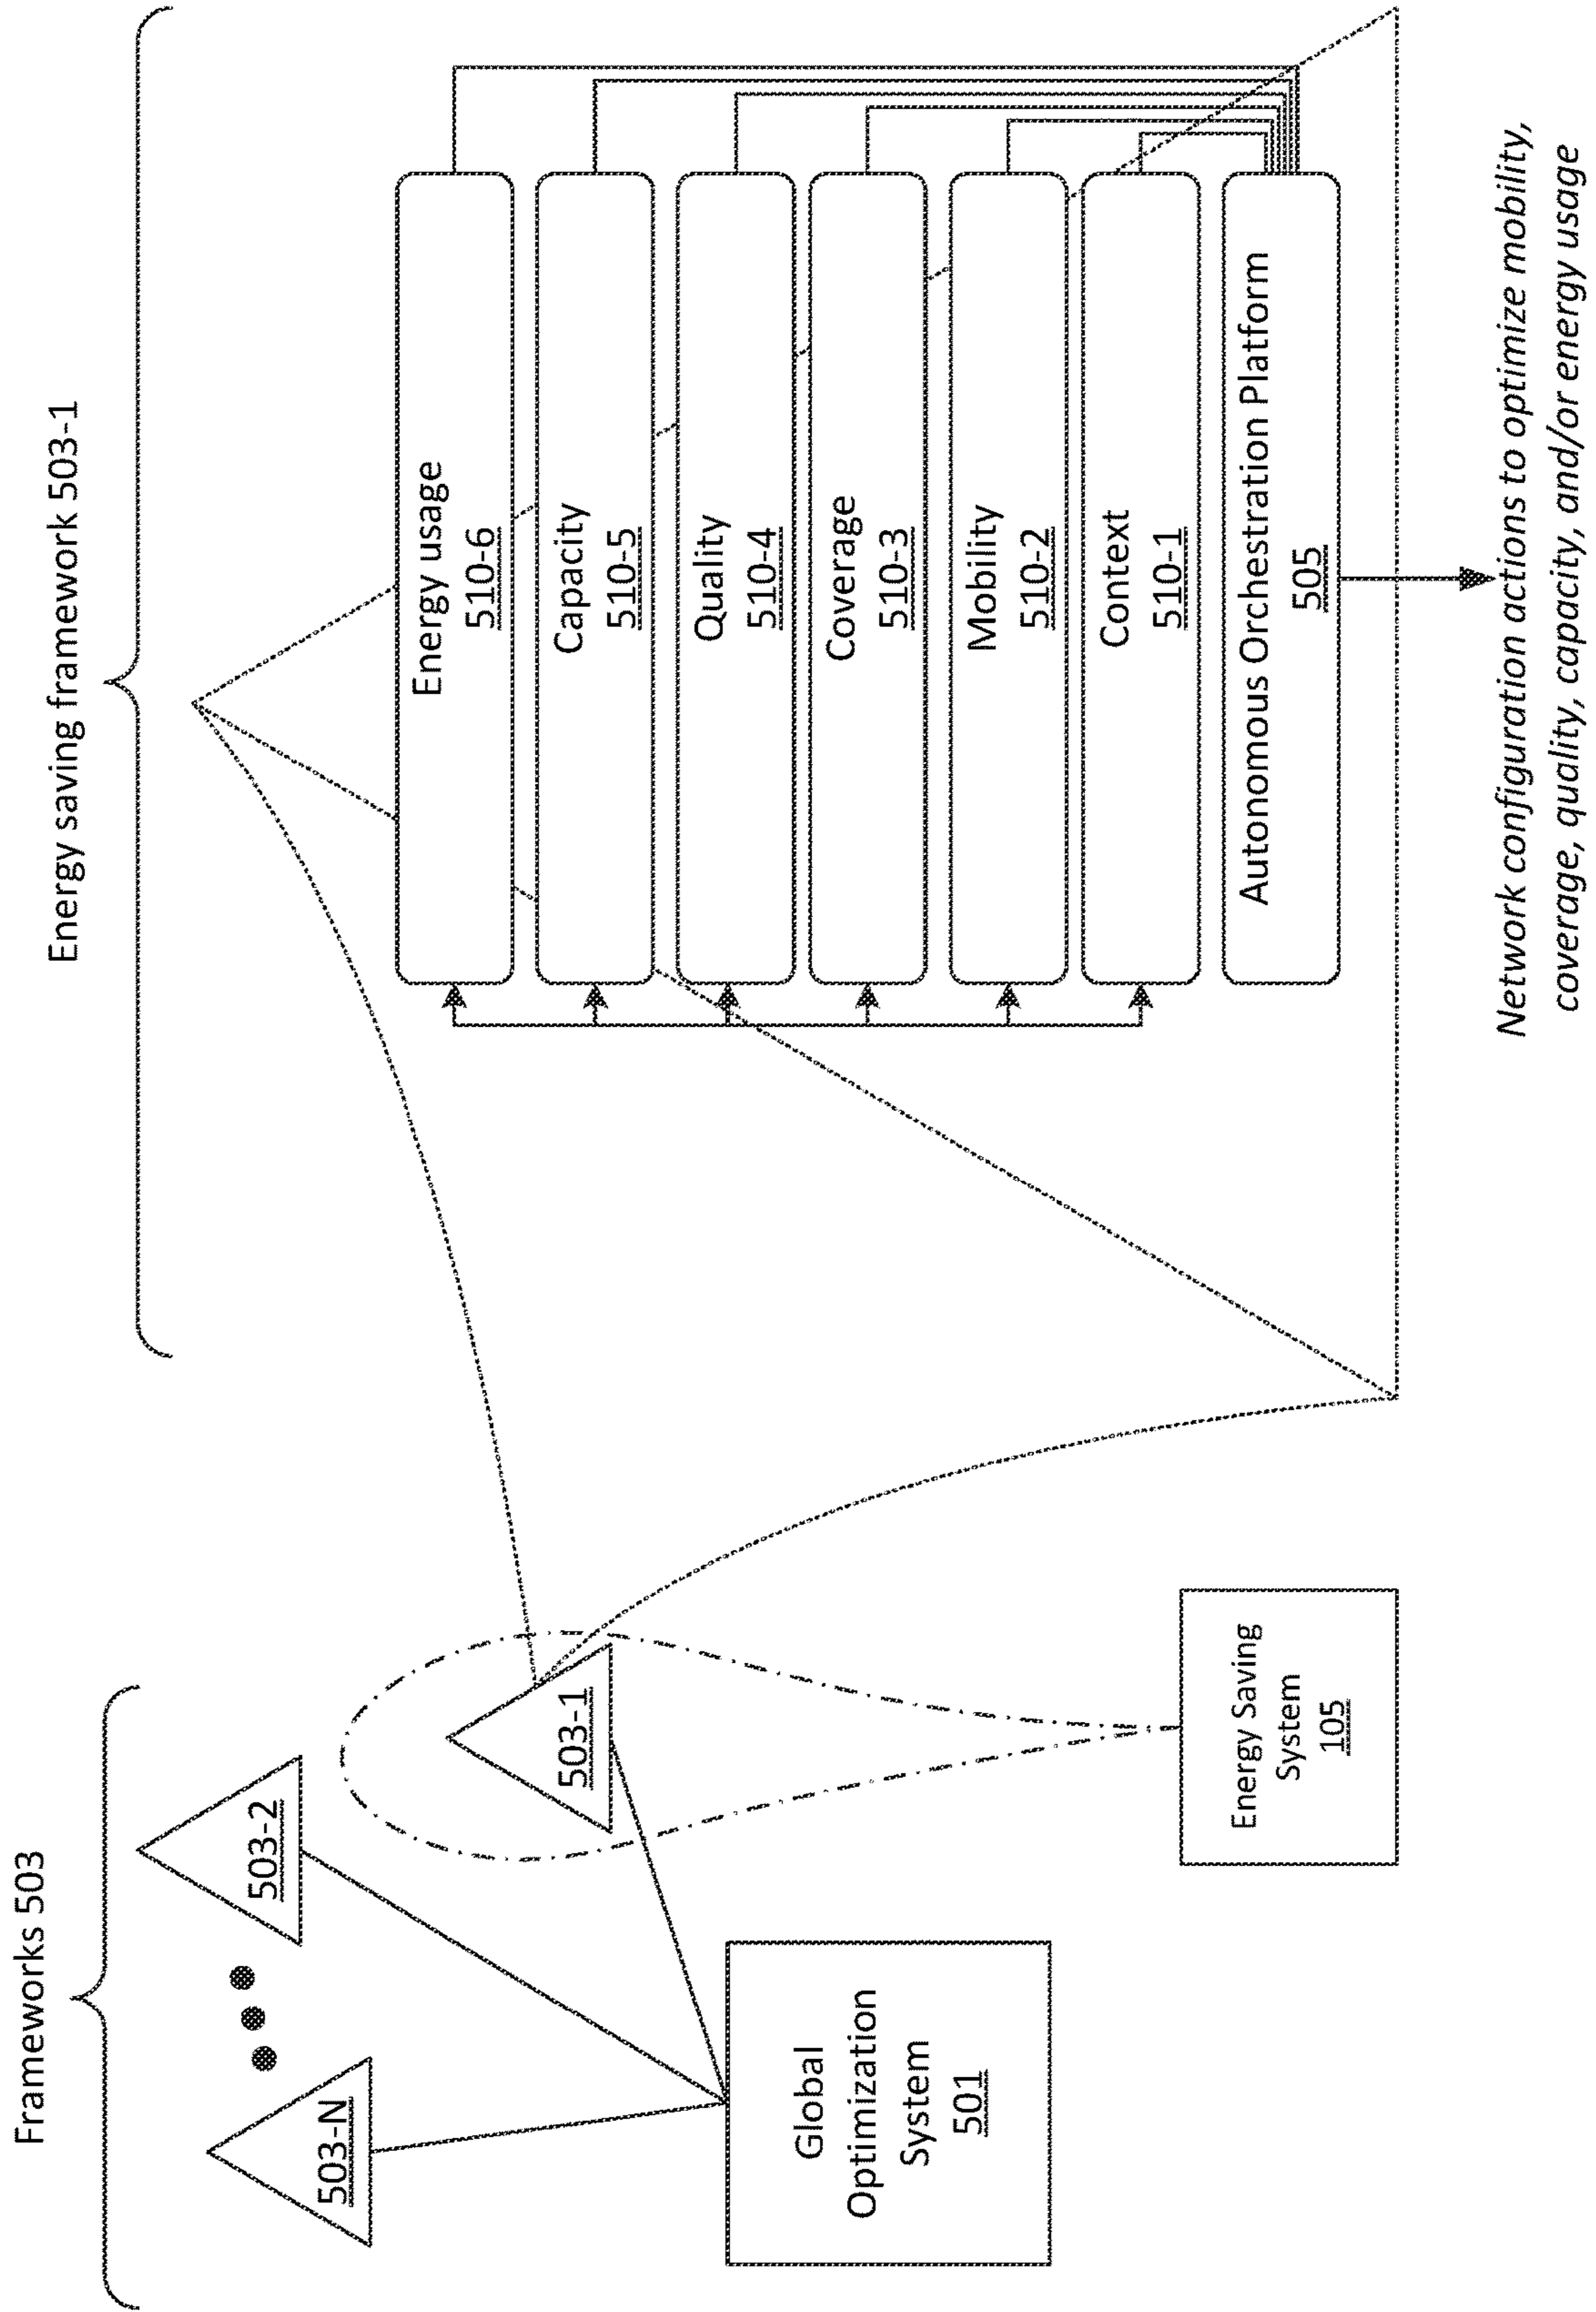 Frameworks 503
503-N
503-2
503-1
Global
Optimization
System
501
Energy Saving
System
105
Energy saving framework 503-1
Energy usage
510-6
Capacity
510-5
Quality
510-4
Coverage
510-3
Mobility
510-2
Context
510-1
Autonomous Orchestration Platform
505
Network configuration actions to optimize mobility,
coverage, quality, capacity, and/or energy usage